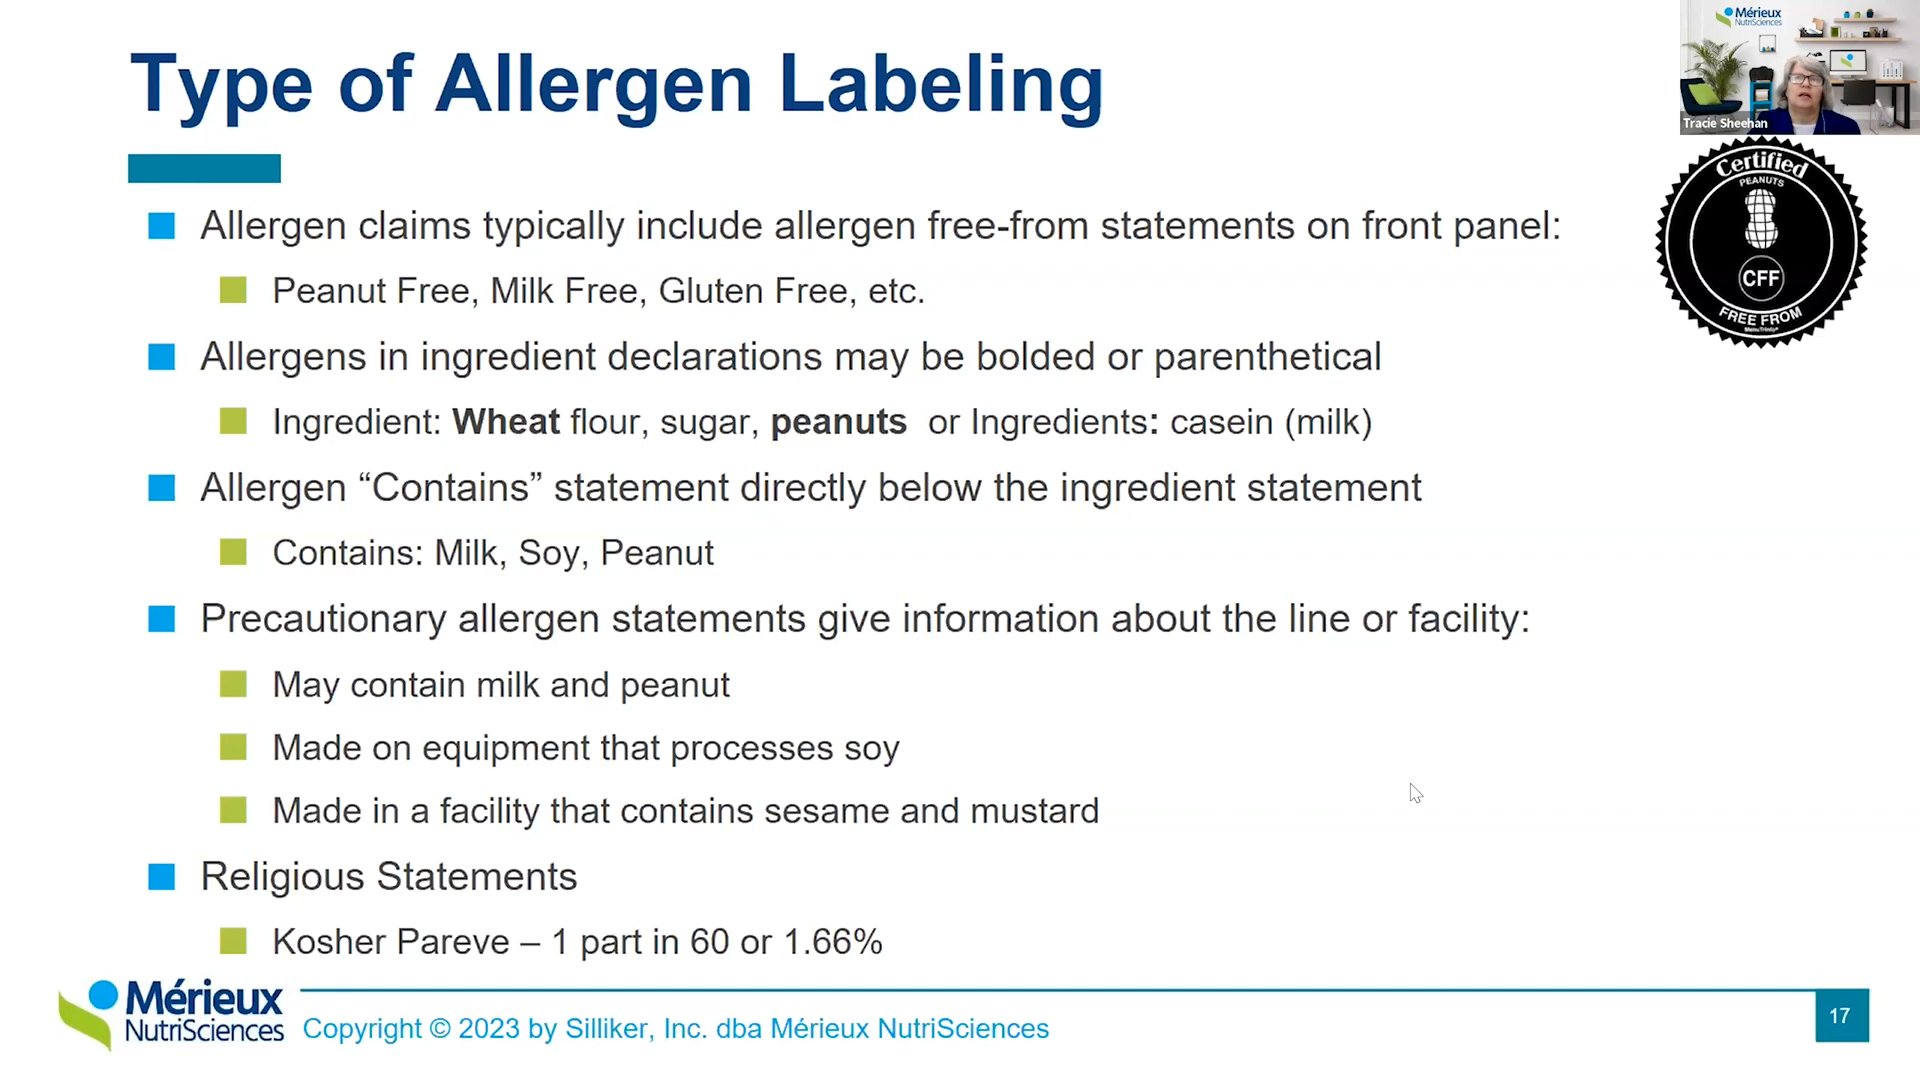 Type of Allergen Labeling
Mérieux
NutriSciences
Tracie Sheehan
Certified
PEANUTS
CFF
FREE FROM
MenuTrinfo
Allergen claims typically include allergen free-from statements on front panel:
Peanut Free, Milk Free, Gluten Free, etc.
Allergens in ingredient declarations may be bolded or parenthetical
Ingredient: Wheat flour, sugar, peanuts or Ingredients: casein (milk)
Allergen “Contains” statement directly below the ingredient statement
Contains: Milk, Soy, Peanut
Precautionary allergen statements give information about the line or facility:
May contain milk and peanut
Made on equipment that processes soy
Made in a facility that contains sesame and mustard
Religious Statements
Kosher Pareve – 1 part in 60 or 1.66%
Mérieux
NutriSciences
Copyright © 2023 by Silliker, Inc. dba Mérieux NutriSciences
17